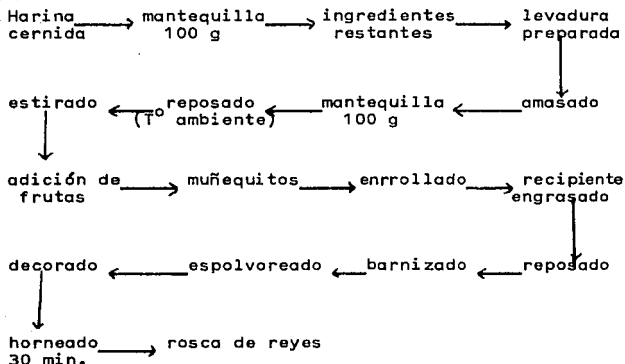 Harina mantequilla ingredientes levadura
cernida 100 g restantes preparada
estirado reposado mantequilla amasado
(Tº ambiente) 100 g
adición de muñequitos enrrollado recipiente
frutas engrasado
decorado espolvoreado barnizado reposado
horneado rosca de reyes
30 min.